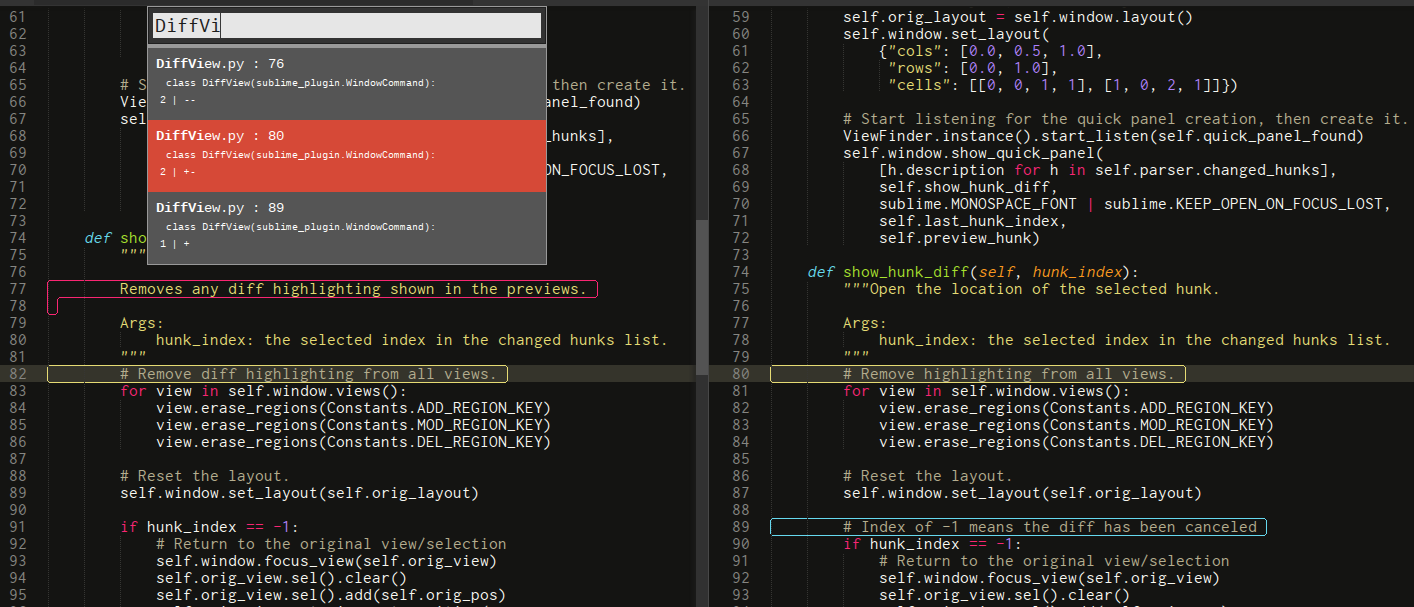 DiffVi
DiffView.py : 76
class DiffView(sublime_plugin.WindowCommand):
2 | --
DiffView.py : 80
class DiffView(sublime_plugin.WindowCommand):
2 | +-
DiffView.py : 89
class DiffView(sublime_plugin.WindowCommand):
1 | +
61
62
63
64
65 # S then create it.
66 Vie anel_found)
67 sel
68 _hunks],
69
70 ON_FOCUS_LOST,
71
72
73
74 def sho
75 """
76
77 Removes any diff highlighting shown in the previews.
78
79 Args:
80 hunk_index: the selected index in the changed hunks list.
81 """
82 # Remove diff highlighting from all views.
83 for view in self.window.views():
84 view.erase_regions(Constants.ADD_REGION_KEY)
85 view.erase_regions(Constants.MOD_REGION_KEY)
86 view.erase_regions(Constants.DEL_REGION_KEY)
87
88 # Reset the layout.
89 self.window.set_layout(self.orig_layout)
90
91 if hunk_index == -1:
92 # Return to the original view/selection
93 self.window.focus_view(self.orig_view)
94 self.orig_view.sel().clear()
95 self.orig_view.sel().add(self.orig_pos)
59 self.orig_layout = self.window.layout()
60 self.window.set_layout(
61 {"cols": [0.0, 0.5, 1.0],
62 "rows": [0.0, 1.0],
63 "cells": [[0, 0, 1, 1], [1, 0, 2, 1]]})
64
65 # Start listening for the quick panel creation, then create it.
66 ViewFinder.instance().start_listen(self.quick_panel_found)
67 self.window.show_quick_panel(
68 [h.description for h in self.parser.changed_hunks],
69 self.show_hunk_diff,
70 sublime.MONOSPACE_FONT | sublime.KEEP_OPEN_ON_FOCUS_LOST,
71 self.last_hunk_index,
72 self.preview_hunk)
73
74 def show_hunk_diff(self, hunk_index):
75 """Open the location of the selected hunk.
76
77 Args:
78 hunk_index: the selected index in the changed hunks list.
79 """
80 # Remove highlighting from all views.
81 for view in self.window.views():
82 view.erase_regions(Constants.ADD_REGION_KEY)
83 view.erase_regions(Constants.MOD_REGION_KEY)
84 view.erase_regions(Constants.DEL_REGION_KEY)
85
86 # Reset the layout.
87 self.window.set_layout(self.orig_layout)
88
89 # Index of -1 means the diff has been canceled
90 if hunk_index == -1:
91 # Return to the original view/selection
92 self.window.focus_view(self.orig_view)
93 self.orig_view.sel().clear()